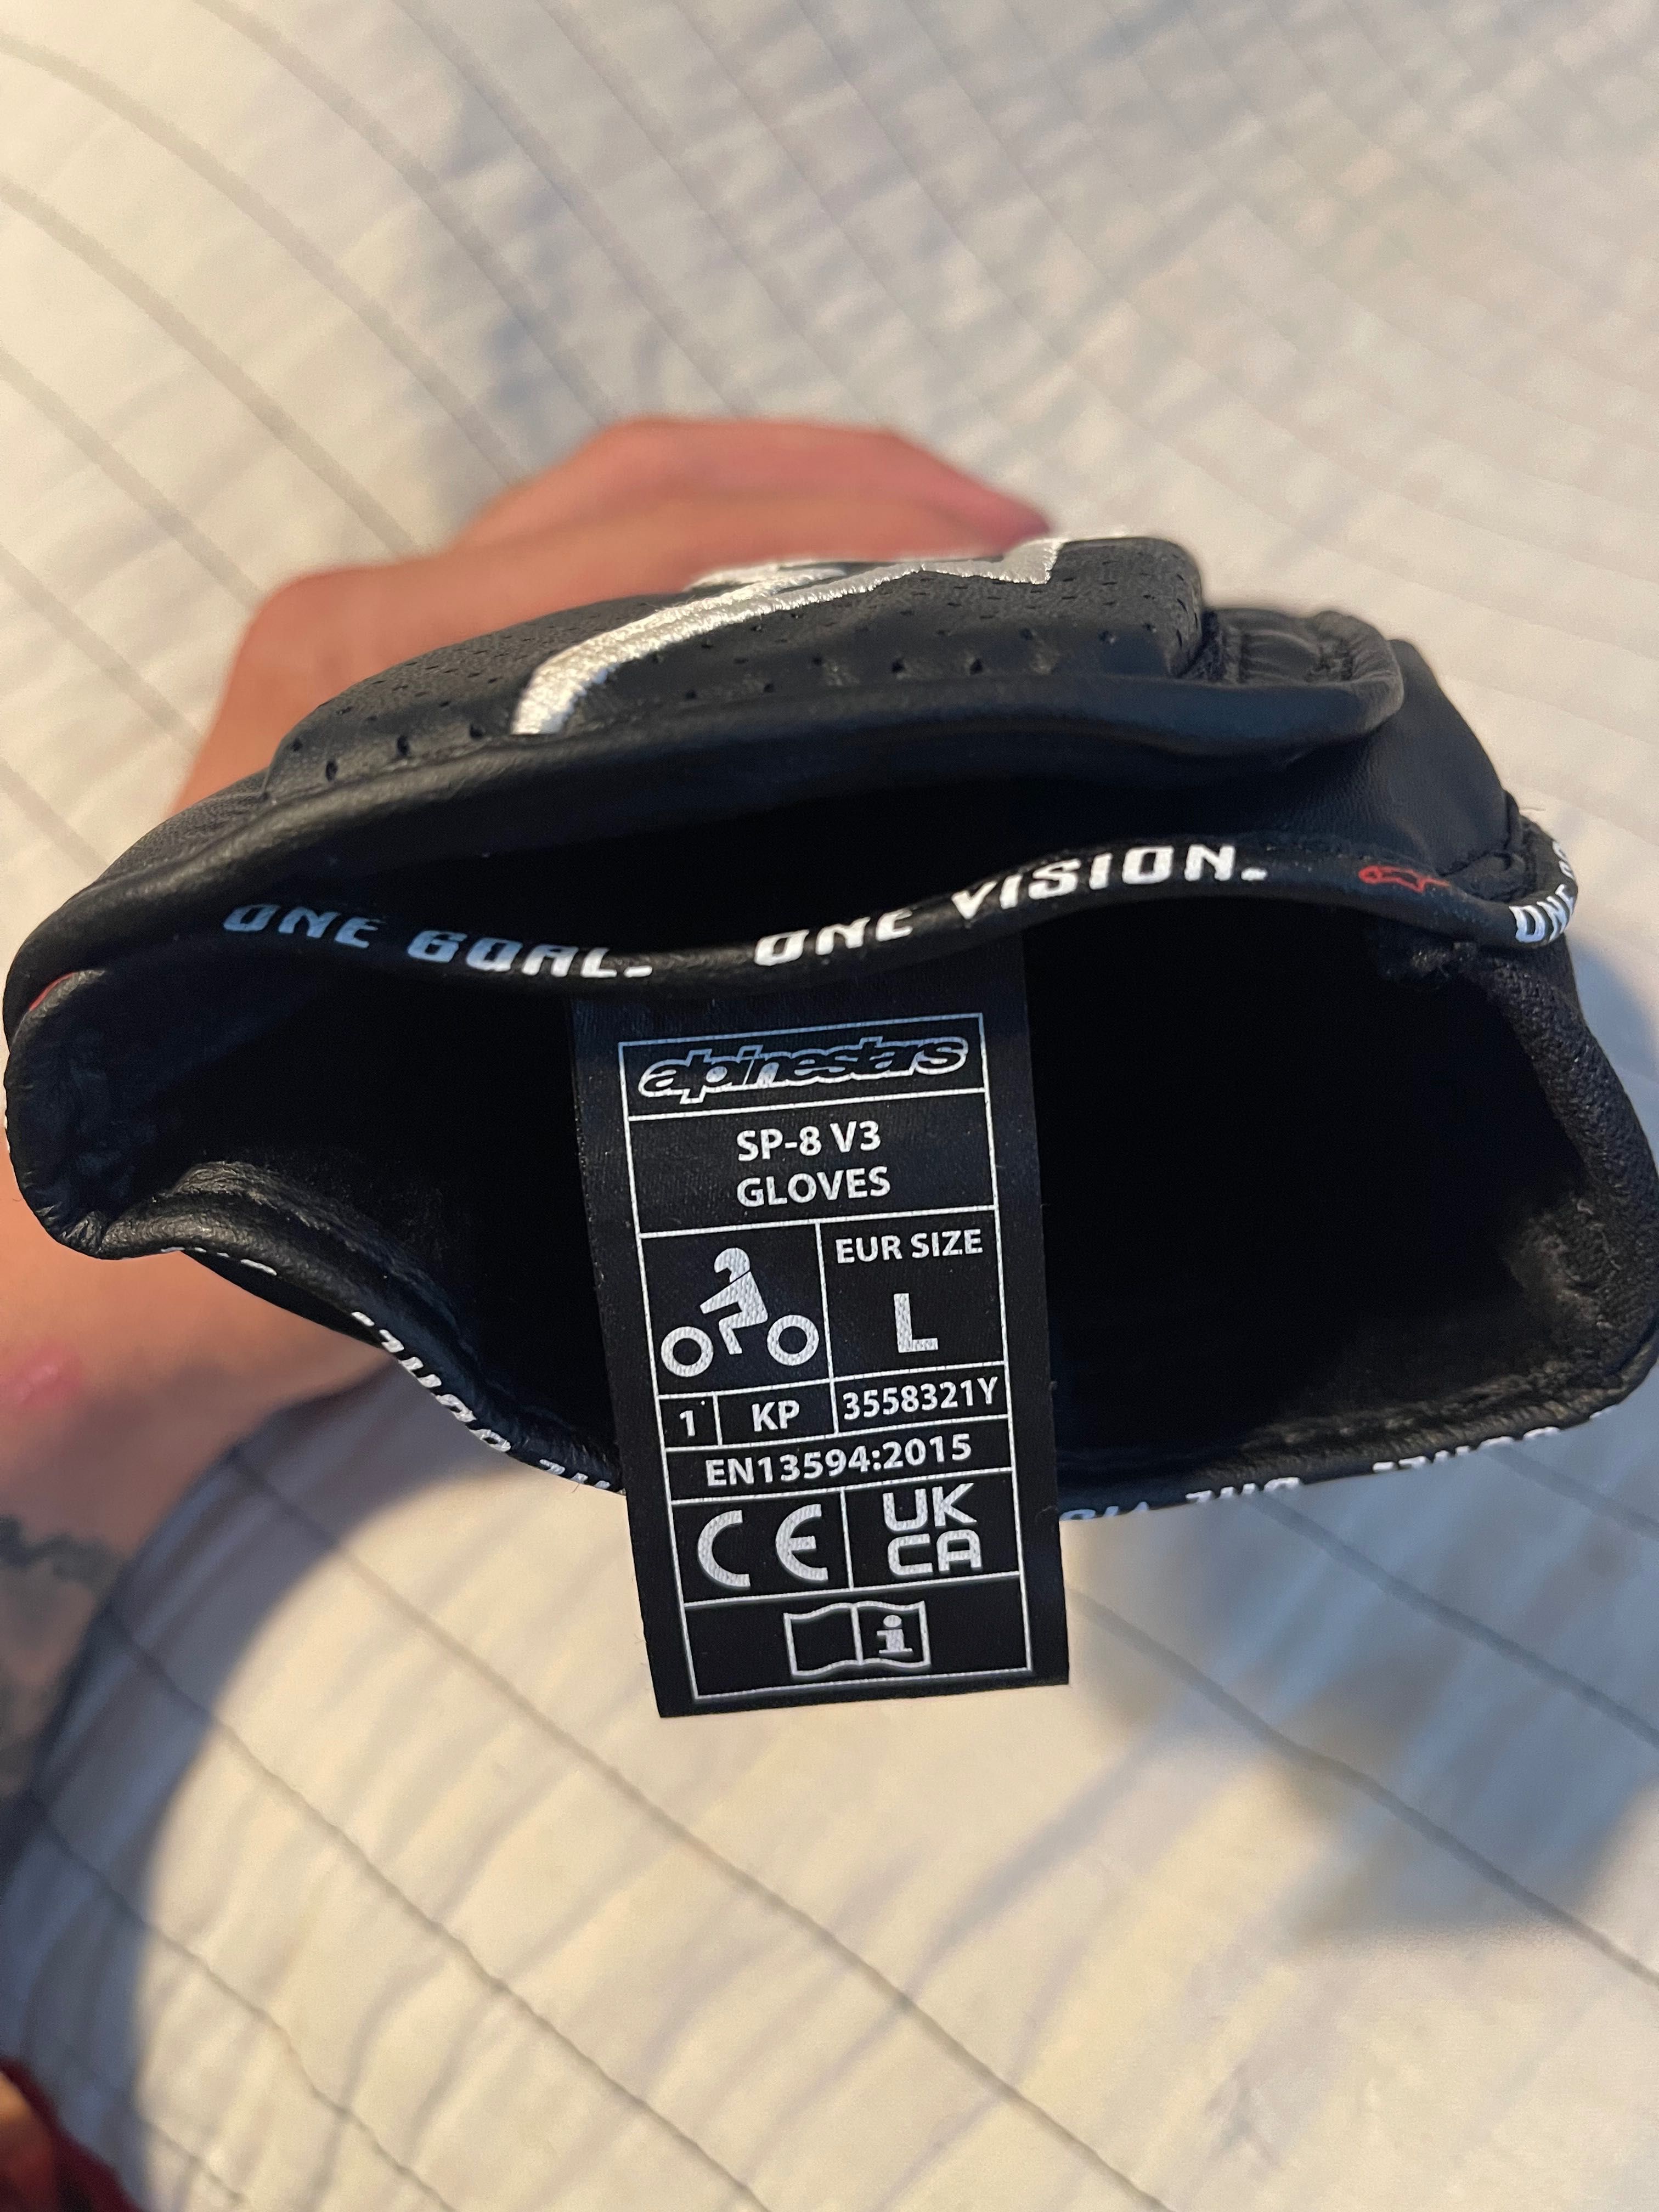 ONE GOAL. ONE VISION.
ONE
alpinestars
SP-8 V3
GLOVES
EUR SIZE
L
1 KP 3558321Y
EN13594:2015
CE UK
CA
i